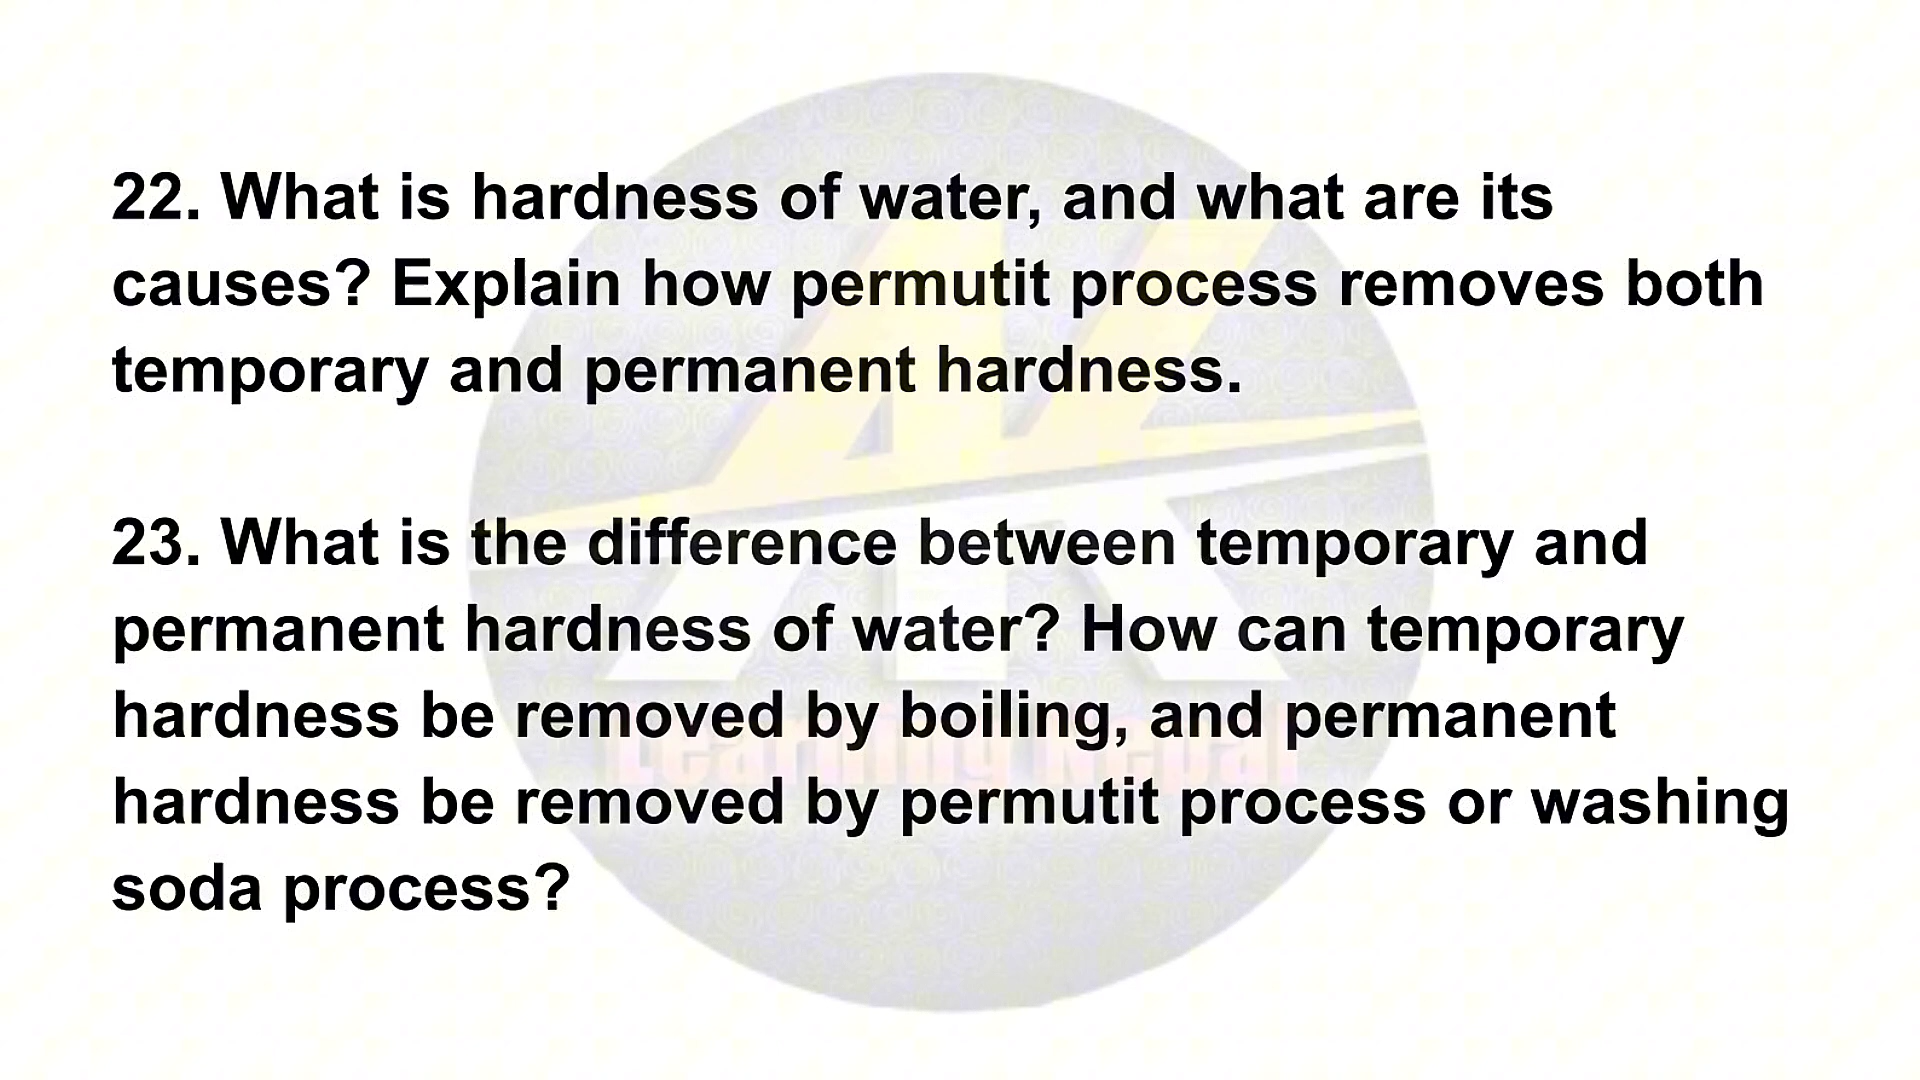 22. What is hardness of water, and what are its
causes? Explain how permutit process removes both
temporary and permanent hardness.
23. What is the difference between temporary and
permanent hardness of water? How can temporary
hardness be removed by boiling, and permanent
Learning Nepal
hardness be removed by permutit process or washing
soda process?